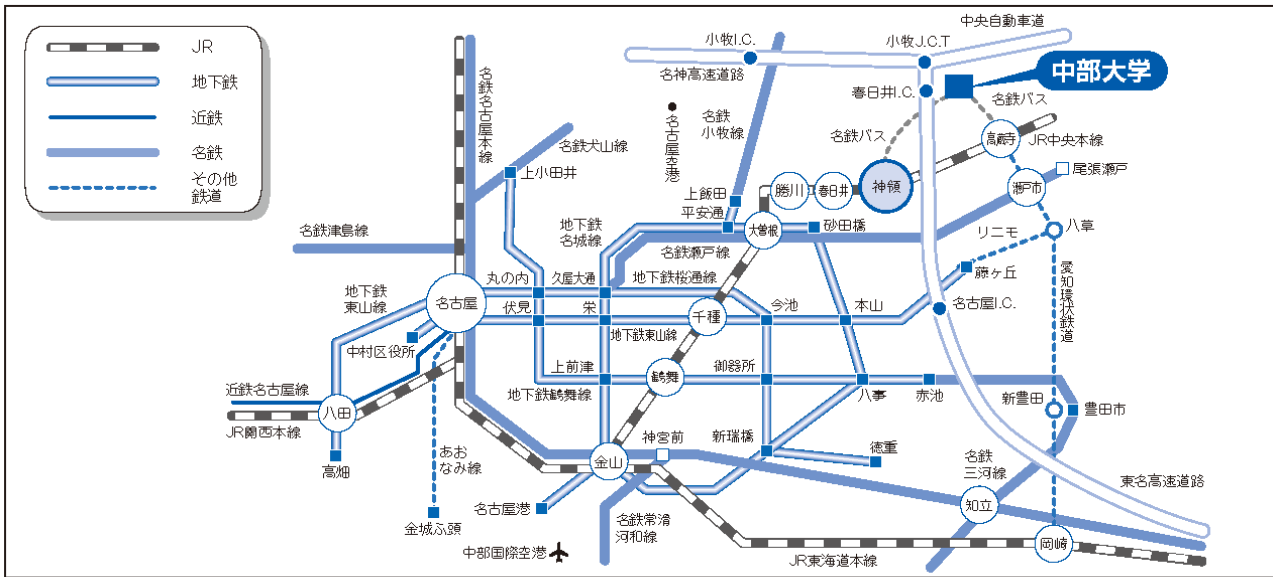 JR
地下鉄
近鉄
名鉄
その他
鉄道
中央自動車道
小牧I.C.
小牧J.C.T
名神高速道路
中部大学
春日井I.C.
名鉄バス
名鉄バス
高蔵寺
JR中央本線
名鉄名古屋本線
名古屋空港
名鉄
小牧線
名鉄犬山線
上小田井
尾張瀬戸
勝川
春日井
神領
瀬戸市
上飯田
平安通
大曽根
砂田橋
リニモ
八草
地下鉄
名城線
名鉄瀬戸線
名鉄津島線
藤ヶ丘
丸の内
久屋大通
地下鉄桜通線
地下鉄
東山線
名古屋
伏見
栄
千種
今池
本山
名古屋I.C.
愛知環状鉄道
地下鉄東山線
中村区役所
上前津
鶴舞
御器所
近鉄名古屋線
地下鉄鶴舞線
八事
赤池
新豊田
豊田市
八田
JR関西本線
高畑
あお
なみ線
金山
神宮前
新瑞橋
徳重
名鉄
三河線
東名高速道路
名古屋港
知立
金城ふ頭
名鉄常滑
河和線
中部国際空港
JR東海道本線
岡崎